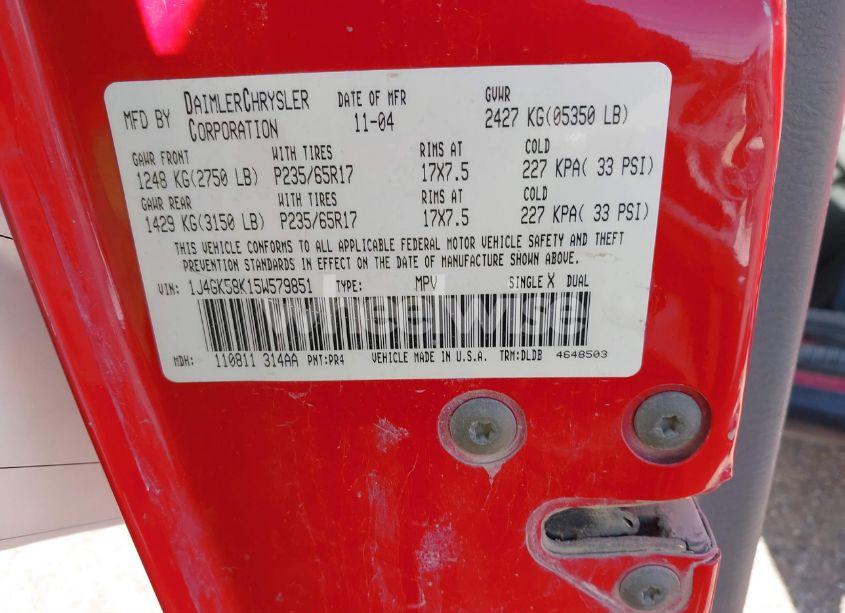 MFD BY DAIMLERCHRYSLER CORPORATION DATE OF MFR 11-04 GVWR 2427 KG(05350 LB)
GAWR FRONT WITH TIRES RIMS AT COLD
1248 KG(2750 LB) P235/65R17 17X7.5 227 KPA( 33 PSI)
GAWR REAR WITH TIRES RIMS AT COLD
1429 KG(3150 LB) P235/65R17 17X7.5 227 KPA( 33 PSI)
THIS VEHICLE CONFORMS TO ALL APPLICABLE FEDERAL MOTOR VEHICLE SAFETY AND THEFT
PREVENTION STANDARDS IN EFFECT ON THE DATE OF MANUFACTURE SHOWN ABOVE.
VIN: 1J4GK58K15W579851 TYPE: MPV SINGLE X DUAL
WheelWise
MDH: 110811 314AA PNT:PR4 VEHICLE MADE IN U.S.A. TRM:DLDB 4648503